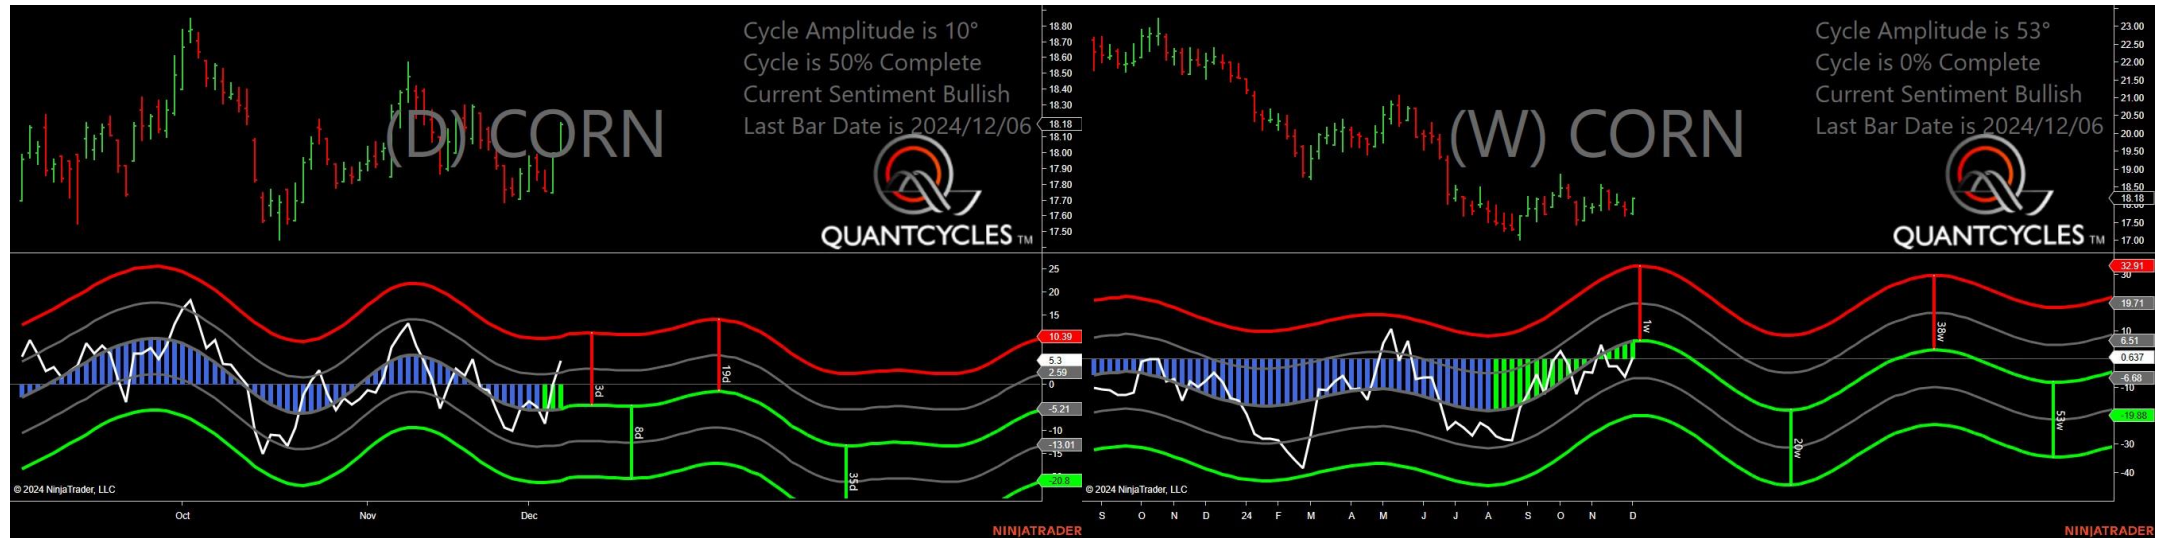 Cycle Amplitude is 10°
Cycle is 50% Complete
Current Sentiment Bullish
Last Bar Date is 2024/12/06
(D) CORN
QUANTCYCLES TM
18.80
18.70
18.60
18.50
18.40
18.30
18.18
18.10
18.00
17.90
17.80
17.70
17.60
17.50
25
20
15
10.39
5.3
2.59
0
-5.21
-10
-13.01
-15
-20.8
3d
8d
19d
35d
© 2024 NinjaTrader, LLC
Oct
Nov
Dec
NINJATRADER
Cycle Amplitude is 53°
Cycle is 0% Complete
Current Sentiment Bullish
Last Bar Date is 2024/12/06
(W) CORN
QUANTCYCLES TM
23.00
22.50
22.00
21.50
21.00
20.50
20.00
19.50
19.00
18.50
18.18
18.00
17.50
17.00
32.91
30
19.71
10
6.51
0.637
-6.68
-10
-19.88
-30
-40
1w
20w
38w
53w
© 2024 NinjaTrader, LLC
S O N D 24 F M A M J J A S O N D
NINJATRADER